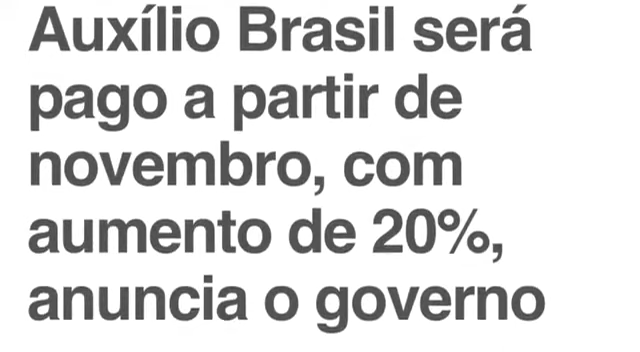 Auxílio Brasil será
pago a partir de
novembro, com
aumento de 20%,
anuncia o governo